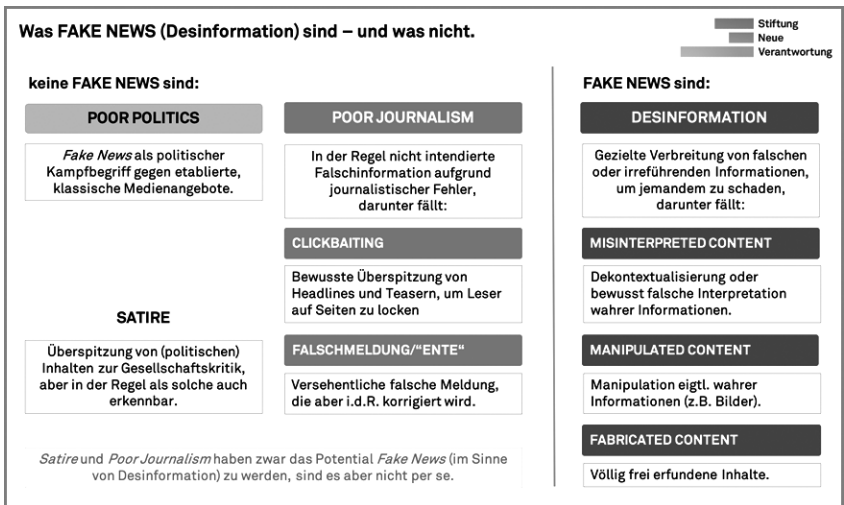 Was FAKE NEWS (Desinformation) sind – und was nicht.
Stiftung
Neue
Verantwortung
keine FAKE NEWS sind:
POOR POLITICS
Fake News als politischer
Kampfbegriff gegen etablierte,
klassische Medienangebote.
SATIRE
Überspitzung von (politischen)
Inhalten zur Gesellschaftskritik,
aber in der Regel als solche auch
erkennbar.
POOR JOURNALISM
In der Regel nicht intendierte
Falschinformation aufgrund
journalistischer Fehler,
darunter fällt:
CLICKBAITING
Bewusste Überspitzung von
Headlines und Teasern, um Leser
auf Seiten zu locken
FALSCHMELDUNG/“ENTE“
Versehentliche falsche Meldung,
die aber i.d.R. korrigiert wird.
Satire und Poor Journalism haben zwar das Potential Fake News (im Sinne
von Desinformation) zu werden, sind es aber nicht per se.
FAKE NEWS sind:
DESINFORMATION
Gezielte Verbreitung von falschen
oder irreführenden Informationen,
um jemandem zu schaden,
darunter fällt:
MISINTERPRETED CONTENT
Dekontextualisierung oder
bewusst falsche Interpretation
wahrer Informationen.
MANIPULATED CONTENT
Manipulation eigtl. wahrer
Informationen (z.B. Bilder).
FABRICATED CONTENT
Völlig frei erfundene Inhalte.